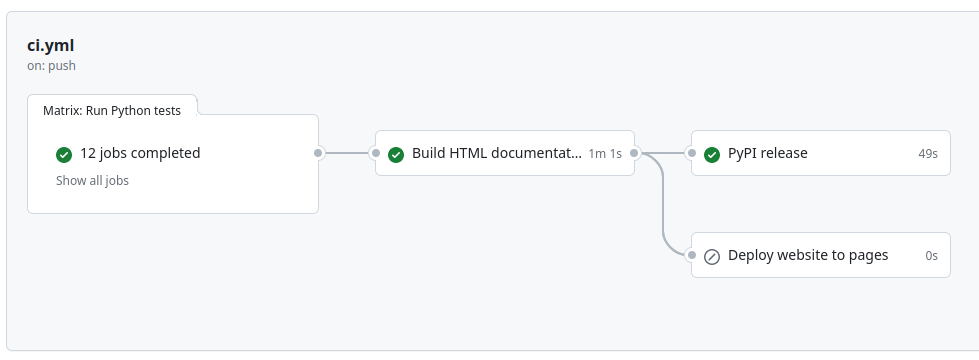 ci.yml
on: push
Matrix: Run Python tests
12 jobs completed
Show all jobs
Build HTML documentat... 1m 1s
PyPI release 49s
Deploy website to pages 0s